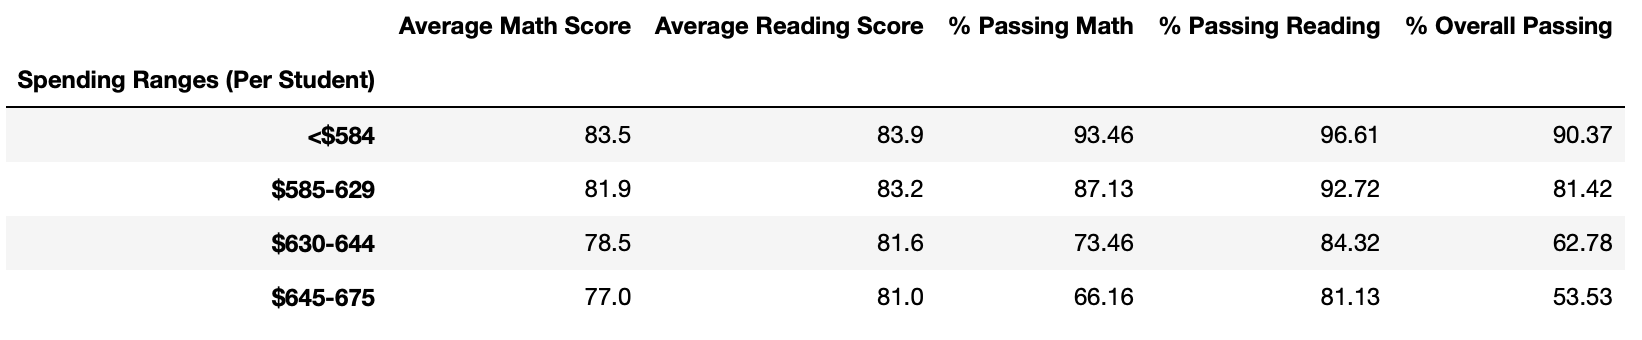 Average Math Score Average Reading Score % Passing Math % Passing Reading % Overall Passing
Spending Ranges (Per Student)
<$584 83.5 83.9 93.46 96.61 90.37
$585-629 81.9 83.2 87.13 92.72 81.42
$630-644 78.5 81.6 73.46 84.32 62.78
$645-675 77.0 81.0 66.16 81.13 53.53